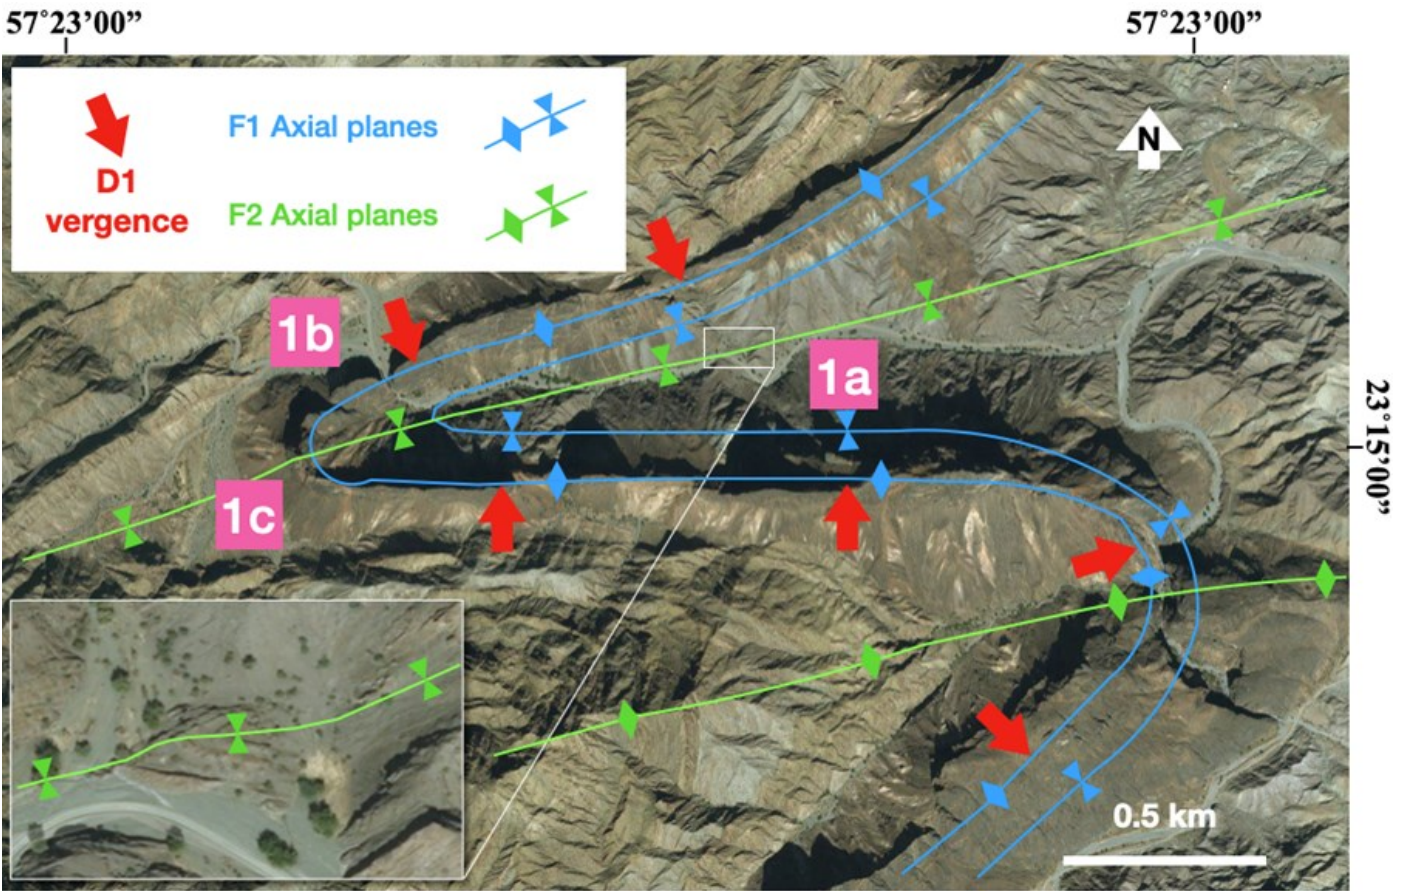 57˚23’00”
57˚23’00”
D1
vergence
F1 Axial planes
F2 Axial planes
N
1b
1a
1c
23˚15’00”
0.5 km